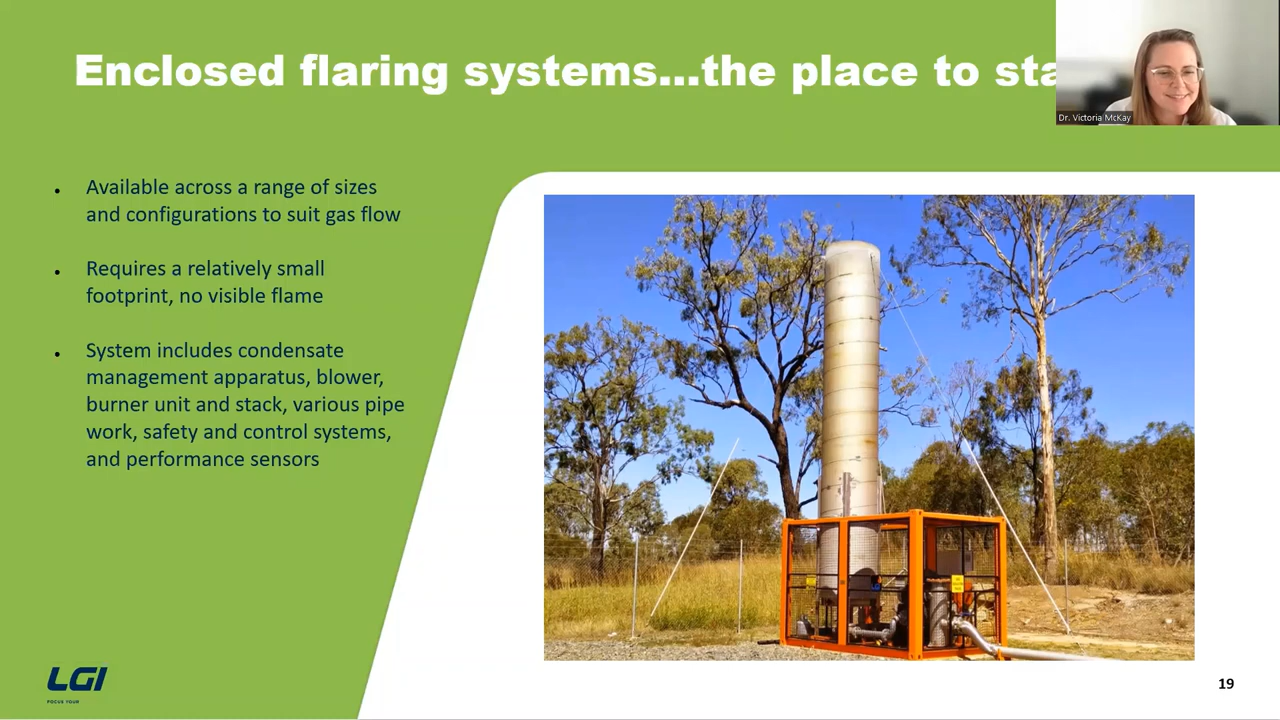 Enclosed flaring systems...the place to sta
Dr. Victoria McKay
• Available across a range of sizes
and configurations to suit gas flow
• Requires a relatively small
footprint, no visible flame
• System includes condensate
management apparatus, blower,
burner unit and stack, various pipe
work, safety and control systems,
and performance sensors
LGI
FOCUS YOUR
19